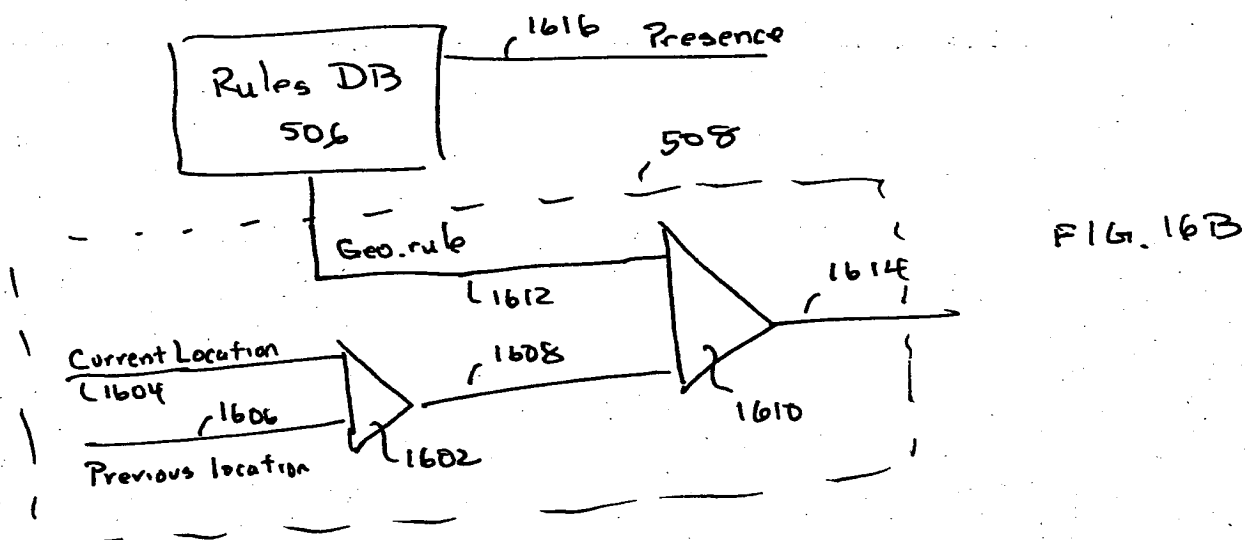 1616 Presence
Rules DB
506
508
Geo.rule
FIG. 16B
1612
1614
Current Location
1604
1608
1606
1610
1602
Previous location